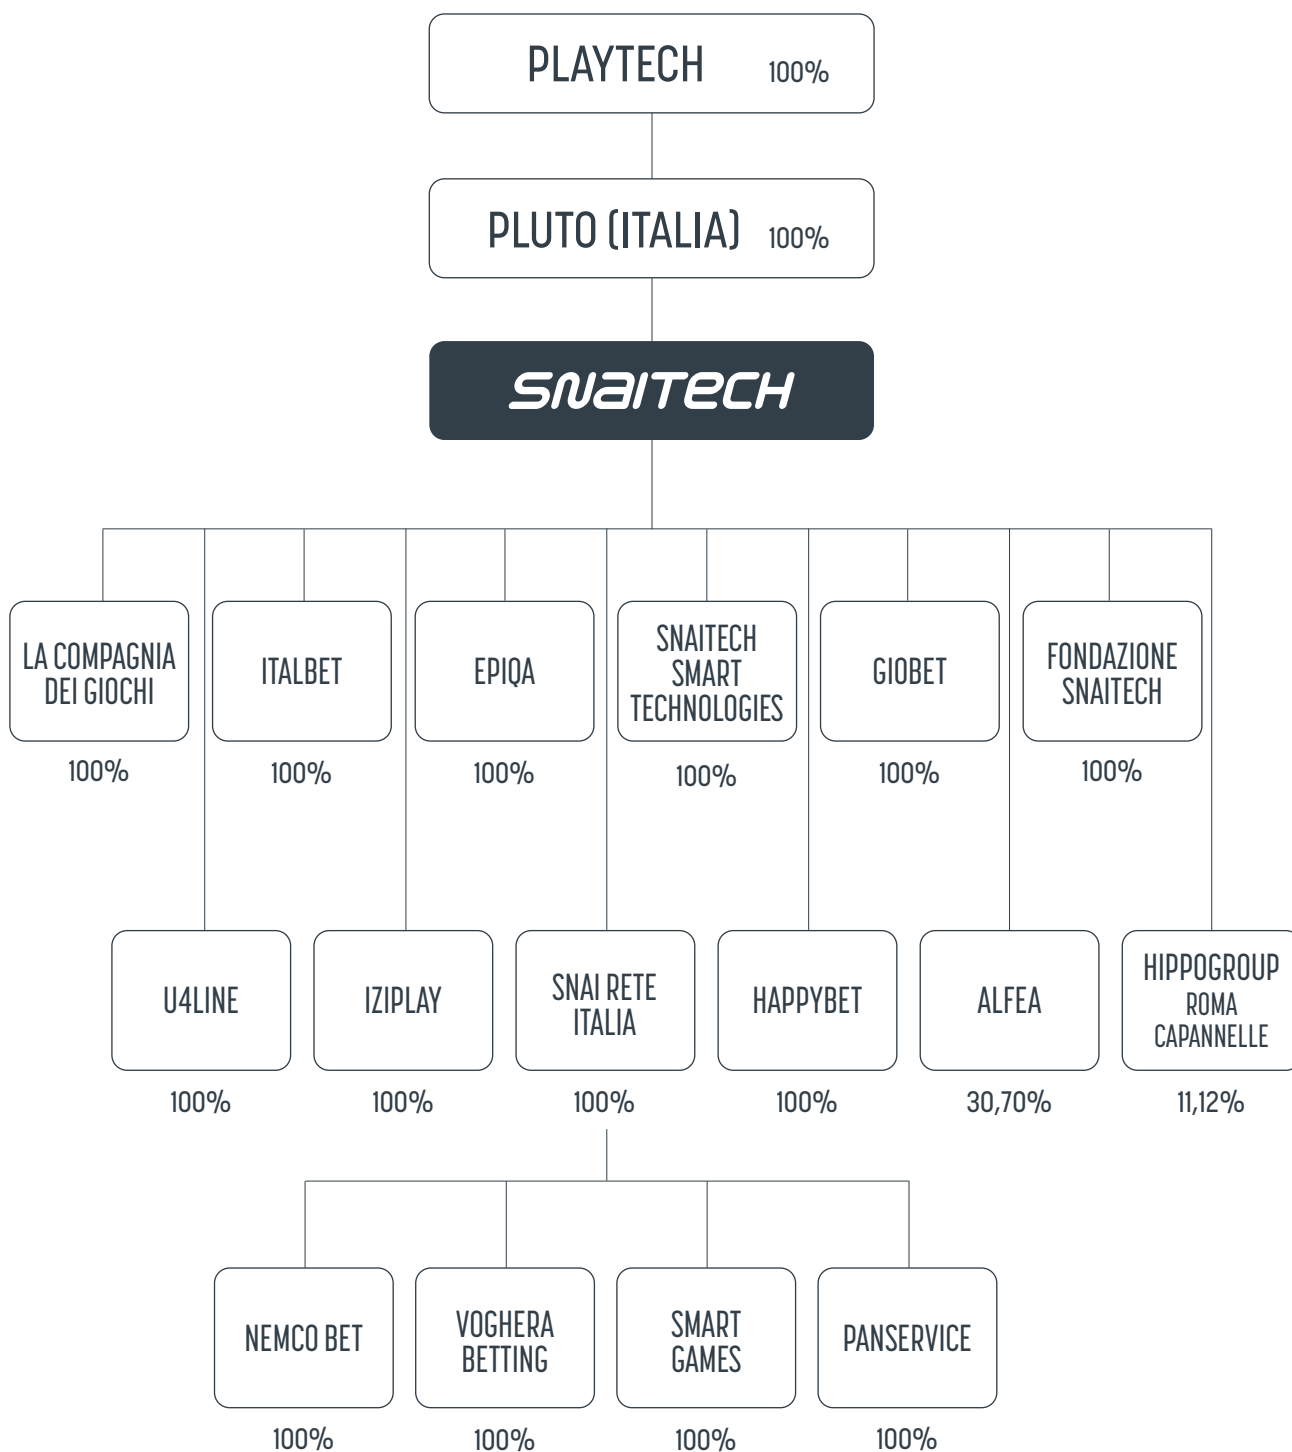 PLAYTECH 100%
PLUTO (ITALIA) 100%
SNAITECH
LA COMPAGNIA
DEI GIOCHI
100%
ITALBET
100%
EPIQA
100%
SNAITECH
SMART
TECHNOLOGIES
100%
GIOBET
100%
FONDAZIONE
SNAITECH
100%
U4LINE
100%
IZIPLAY
100%
SNAI RETE
ITALIA
100%
HAPPYBET
100%
ALFEA
30,70%
HIPPOGROUP
ROMA
CAPANNELLE
11,12%
NEMCO BET
100%
VOGHERA
BETTING
100%
SMART
GAMES
100%
PANSERVICE
100%